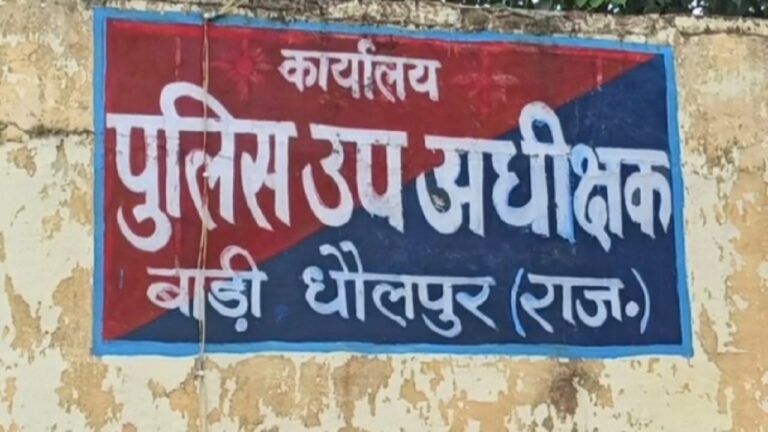 कार्यालय
पुलिस उप अधीक्षक
बाड़ी धौलपुर (राज.)